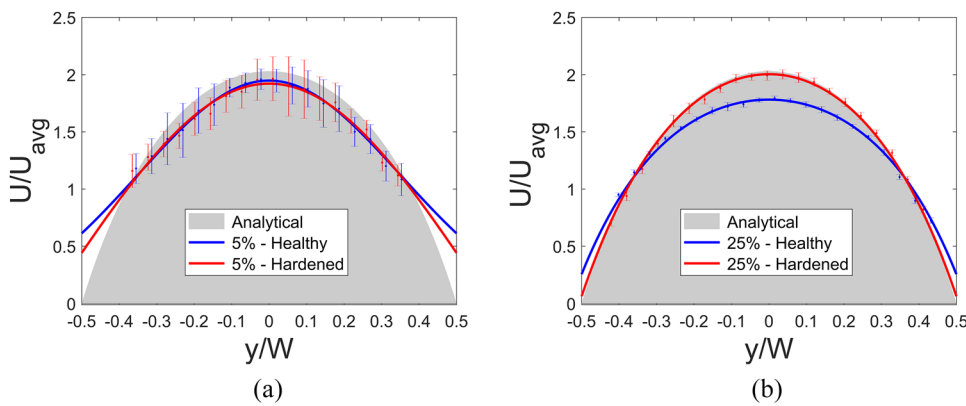 2.5
2
1.5
1
0.5
0
U/U_avg
Analytical
5% - Healthy
5% - Hardened
-0.5 -0.4 -0.3 -0.2 -0.1 0 0.1 0.2 0.3 0.4 0.5
y/W
(a)
2.5
2
1.5
1
0.5
0
U/U_avg
Analytical
25% - Healthy
25% - Hardened
-0.5 -0.4 -0.3 -0.2 -0.1 0 0.1 0.2 0.3 0.4 0.5
y/W
(b)